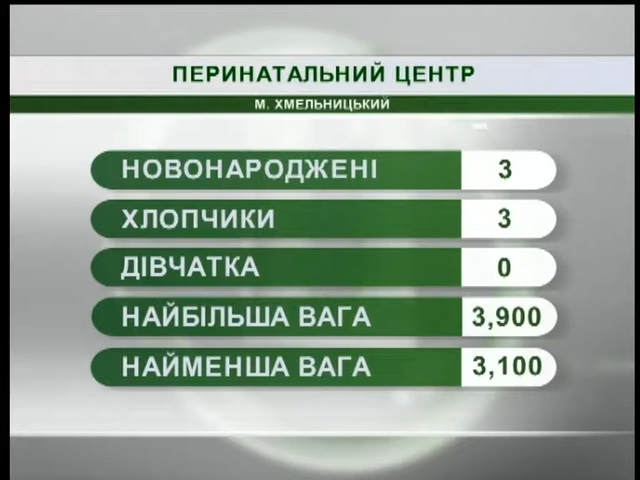 ПЕРИНАТАЛЬНИЙ ЦЕНТР
М. ХМЕЛЬНИЦЬКИЙ
НОВОНАРОДЖЕНІ 3
ХЛОПЧИКИ 3
ДІВЧАТКА 0
НАЙБІЛЬША ВАГА 3,900
НАЙМЕНША ВАГА 3,100